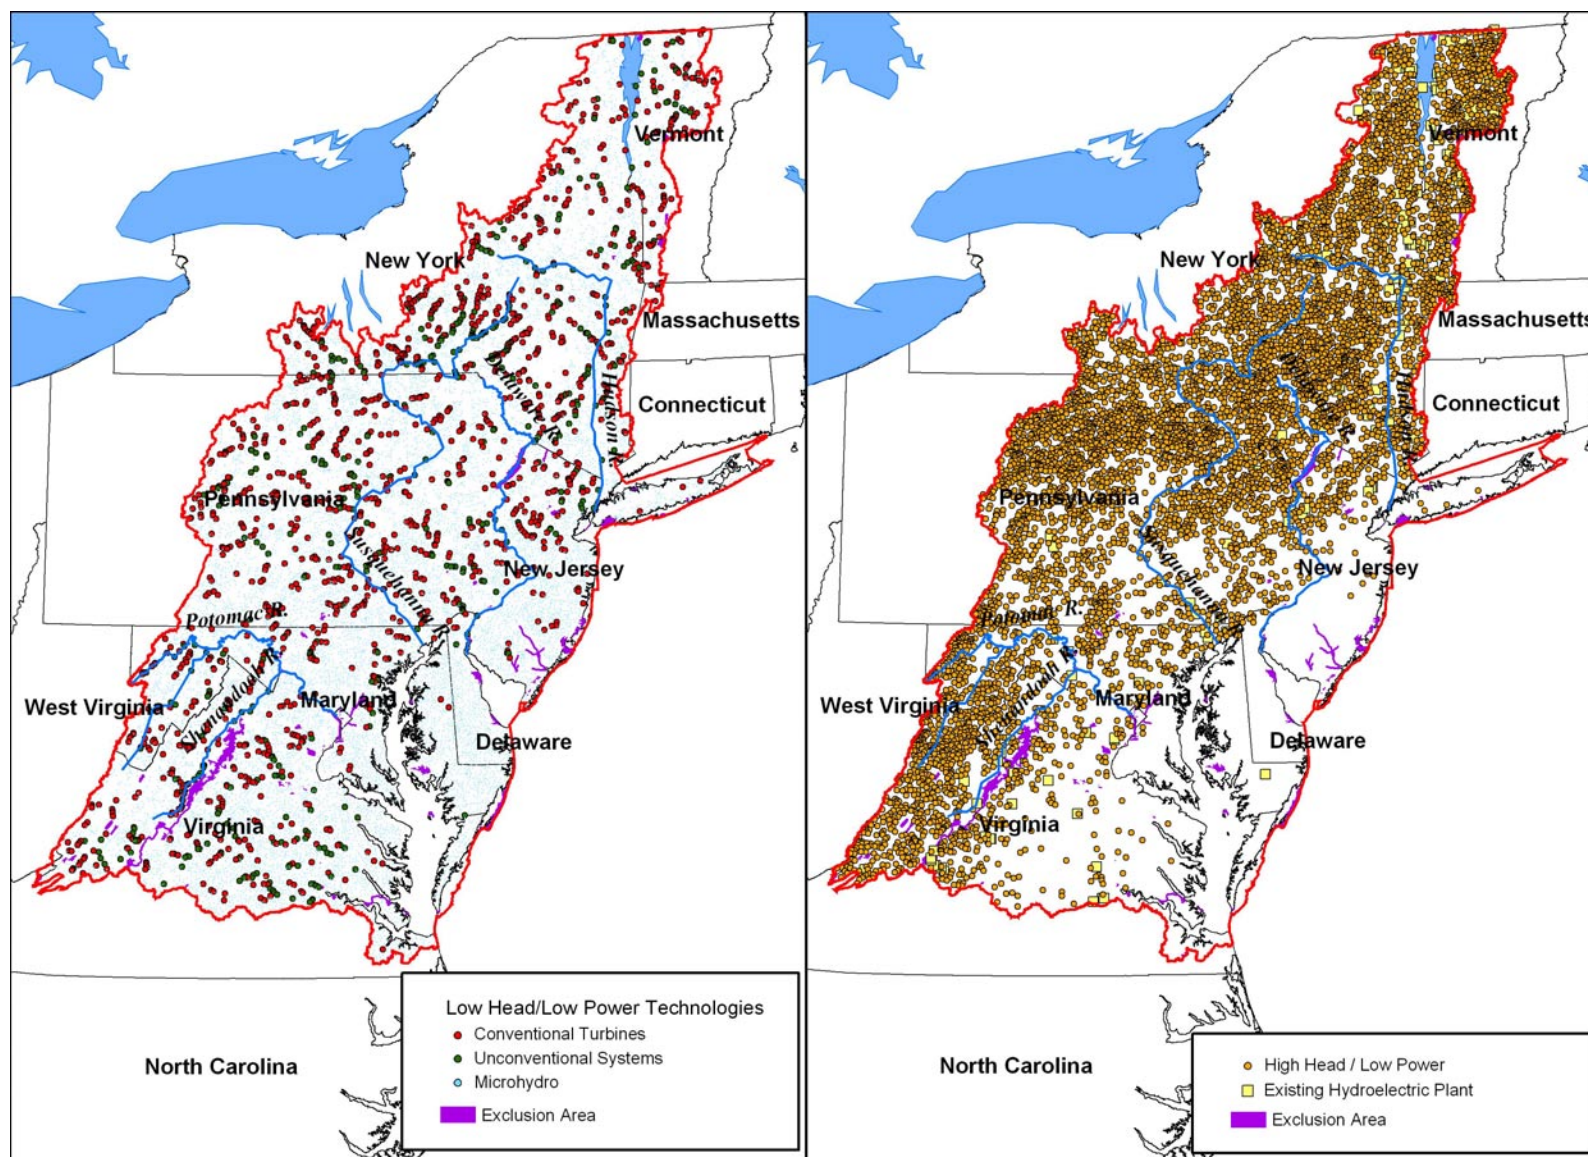 Vermont
New York
Massachusetts
Delaware R.
Hudson R.
Connecticut
Pennsylvania
Susquehanna R.
New Jersey
Potomac R.
Shenandoah R.
West Virginia
Maryland
Delaware
Virginia
North Carolina
Low Head/Low Power Technologies
Conventional Turbines
Unconventional Systems
Microhydro
Exclusion Area
Vermont
New York
Massachusetts
Delaware R.
Hudson R.
Connecticut
Pennsylvania
Susquehanna R.
New Jersey
Potomac R.
Shenandoah R.
West Virginia
Maryland
Delaware
Virginia
North Carolina
High Head / Low Power
Existing Hydroelectric Plant
Exclusion Area